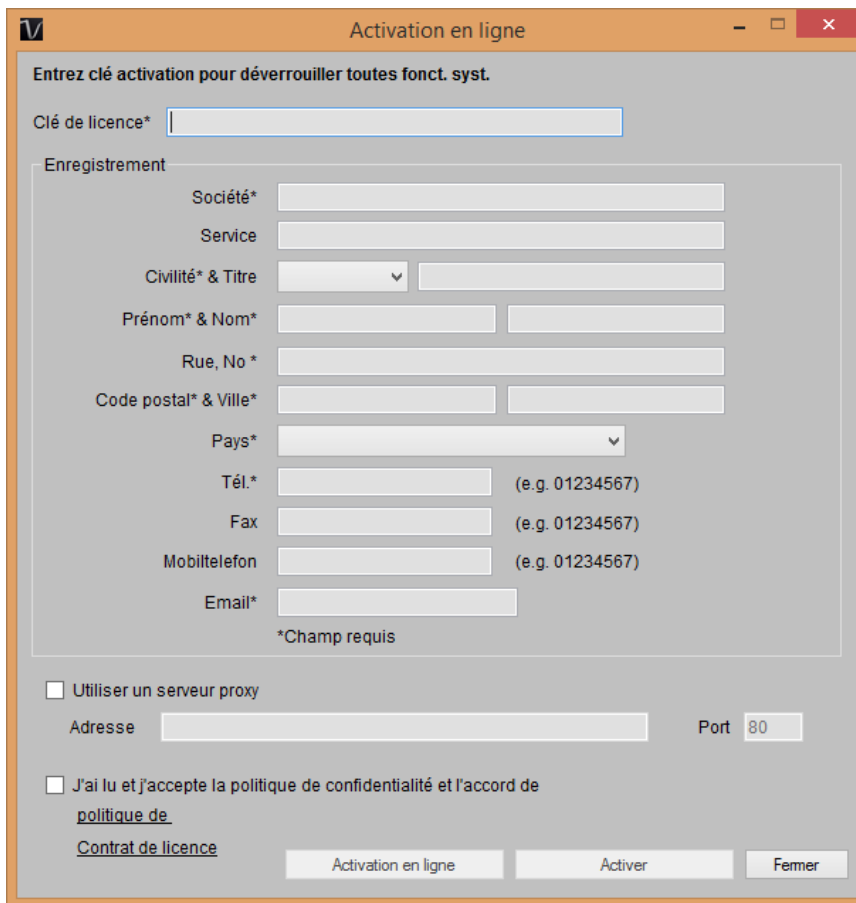 Activation en ligne
Entrez clé activation pour déverrouiller toutes fonct. syst.
Clé de licence*
Enregistrement
Société*
Service
Civilité* & Titre
Prénom* & Nom*
Rue, No *
Code postal* & Ville*
Pays*
Tél.* (e.g. 01234567)
Fax (e.g. 01234567)
Mobiltelefon (e.g. 01234567)
Email*
*Champ requis
Utiliser un serveur proxy
Adresse Port 80
J'ai lu et j'accepte la politique de confidentialité et l'accord de
politique de
Contrat de licence
Activation en ligne Activer Fermer